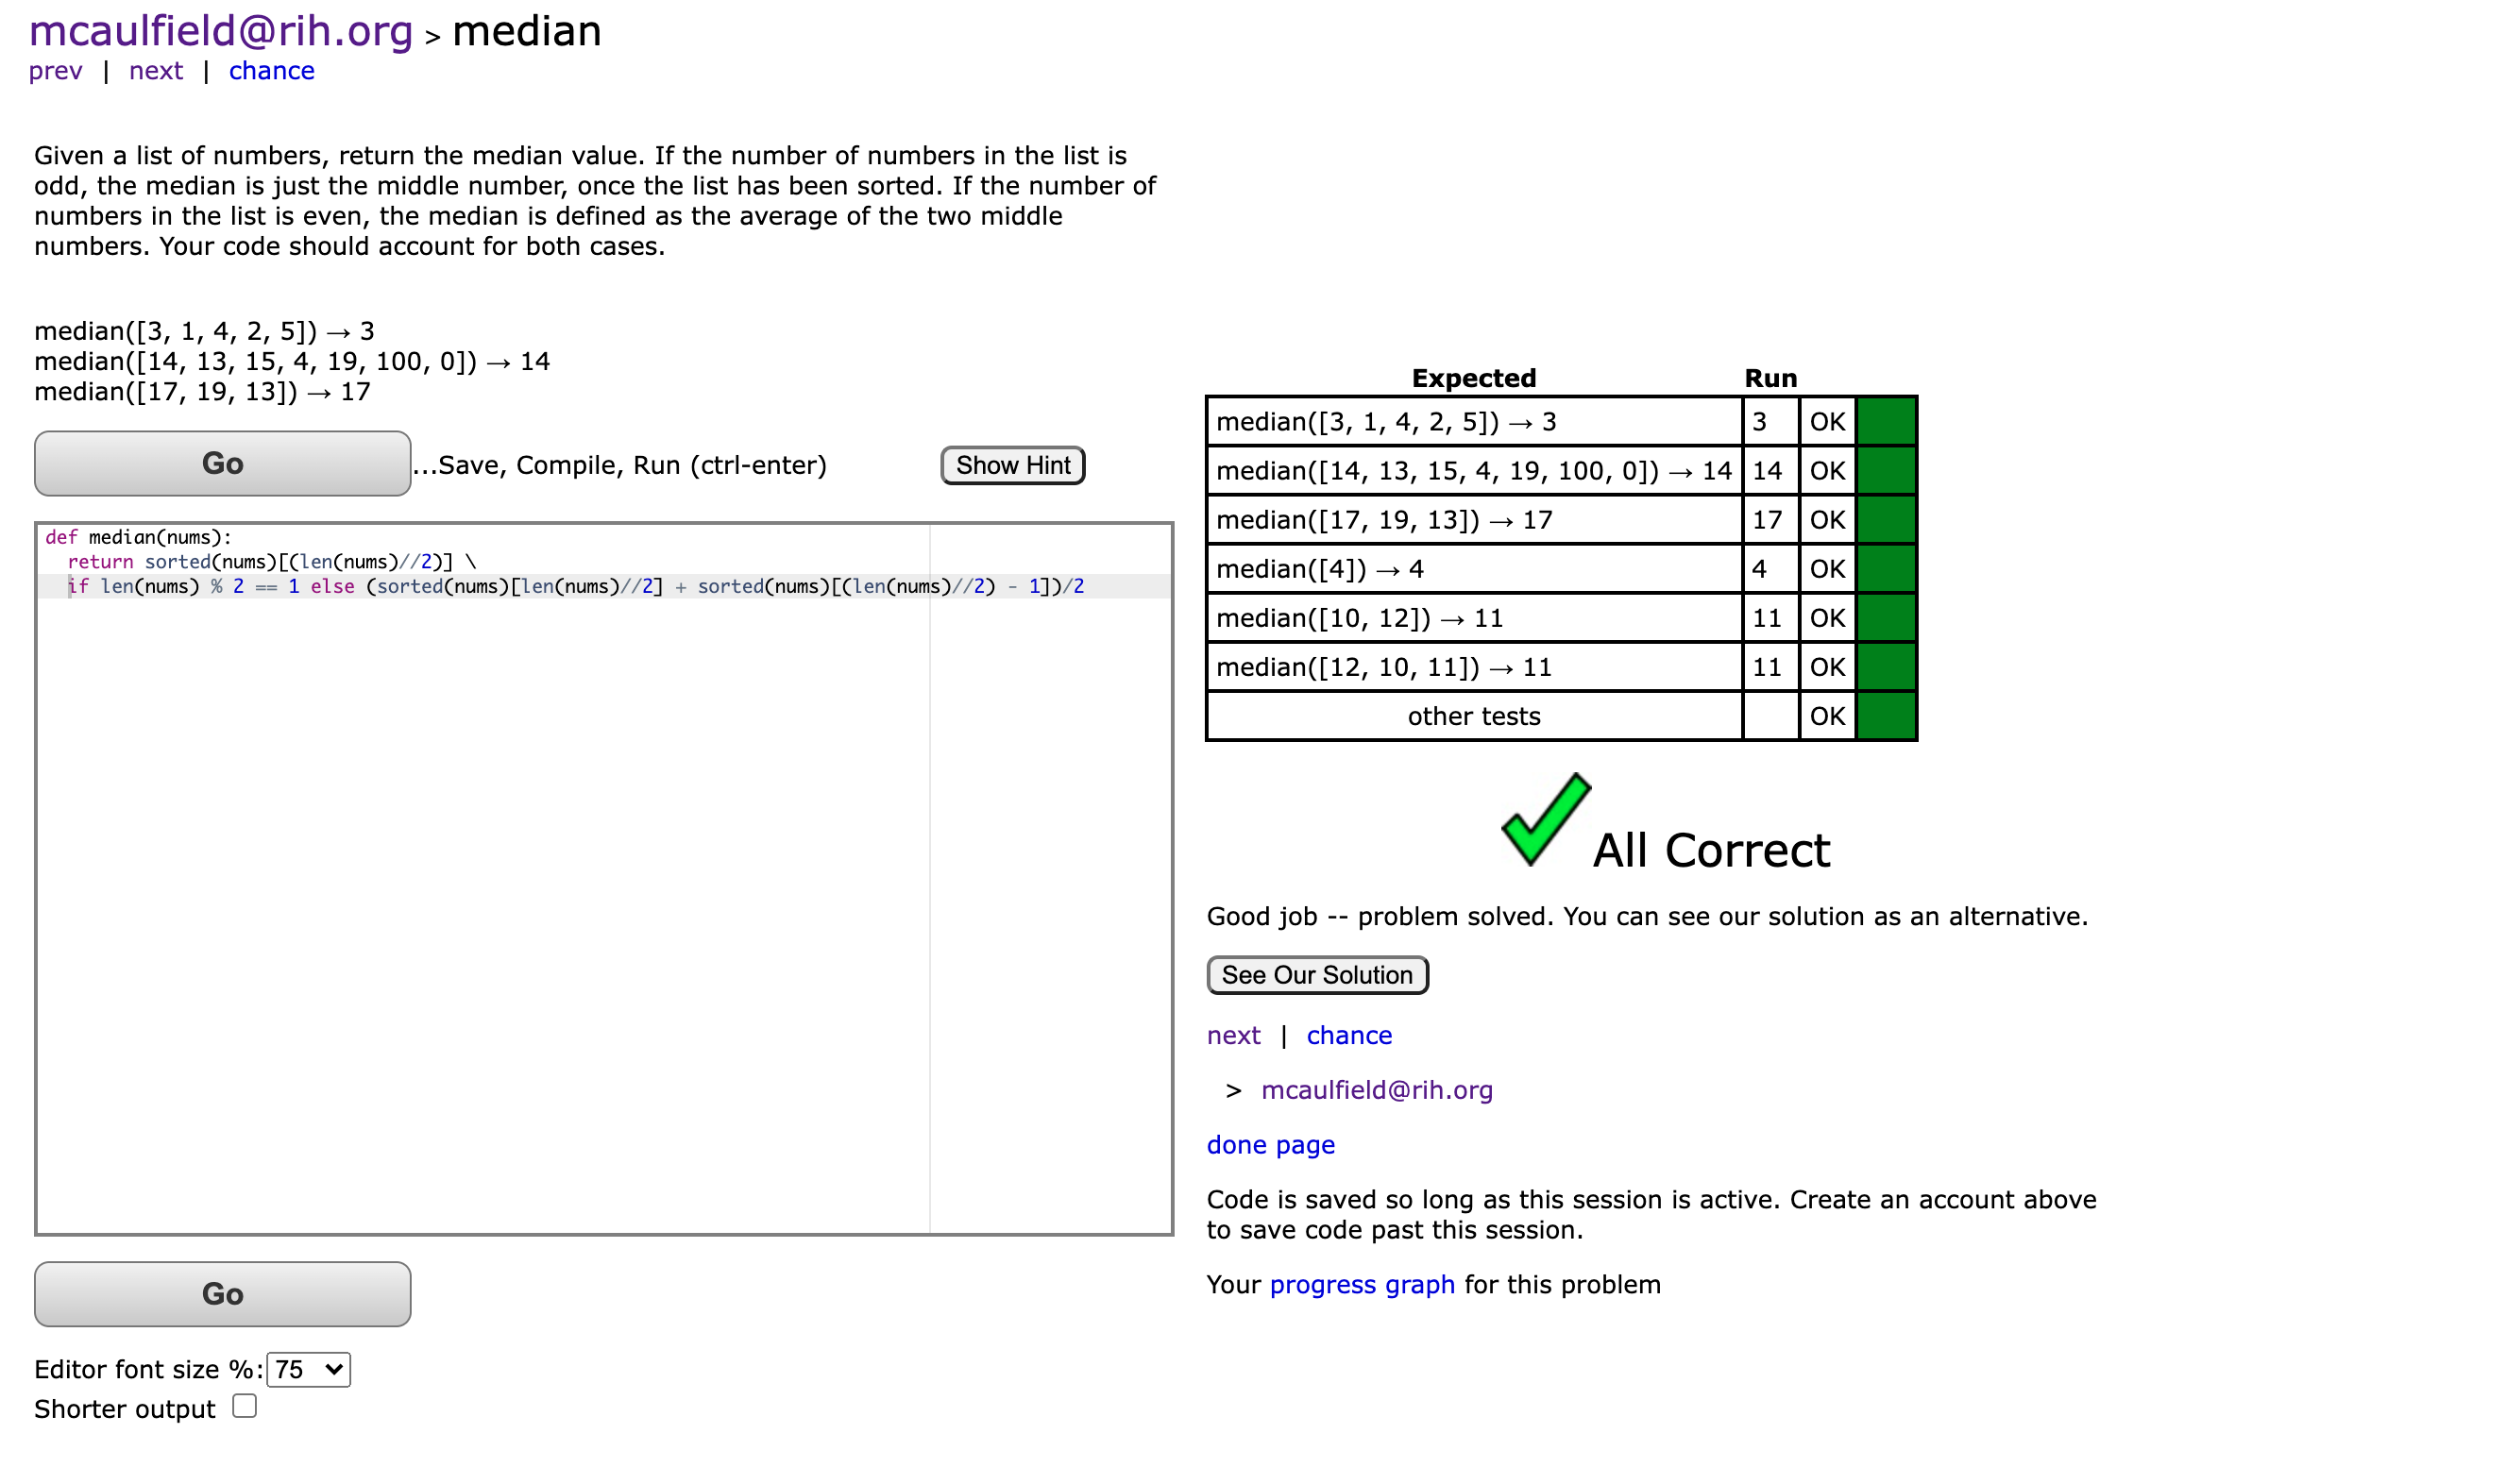 mcaulfield@rih.org > median
prev | next | chance
Given a list of numbers, return the median value. If the number of numbers in the list is
odd, the median is just the middle number, once the list has been sorted. If the number of
numbers in the list is even, the median is defined as the average of the two middle
numbers. Your code should account for both cases.
median([3, 1, 4, 2, 5]) → 3
median([14, 13, 15, 4, 19, 100, 0]) → 14
median([17, 19, 13]) → 17
Go ...Save, Compile, Run (ctrl-enter) Show Hint
def median(nums):
  return sorted(nums)[(len(nums)//2)] \
  if len(nums) % 2 == 1 else (sorted(nums)[len(nums)//2] + sorted(nums)[(len(nums)//2) - 1])/2
Go
Editor font size %: 75
Shorter output
Expected Run
median([3, 1, 4, 2, 5]) → 3 3 OK
median([14, 13, 15, 4, 19, 100, 0]) → 14 14 OK
median([17, 19, 13]) → 17 17 OK
median([4]) → 4 4 OK
median([10, 12]) → 11 11 OK
median([12, 10, 11]) → 11 11 OK
other tests OK
All Correct
Good job -- problem solved. You can see our solution as an alternative.
See Our Solution
next | chance
> mcaulfield@rih.org
done page
Code is saved so long as this session is active. Create an account above
to save code past this session.
Your progress graph for this problem